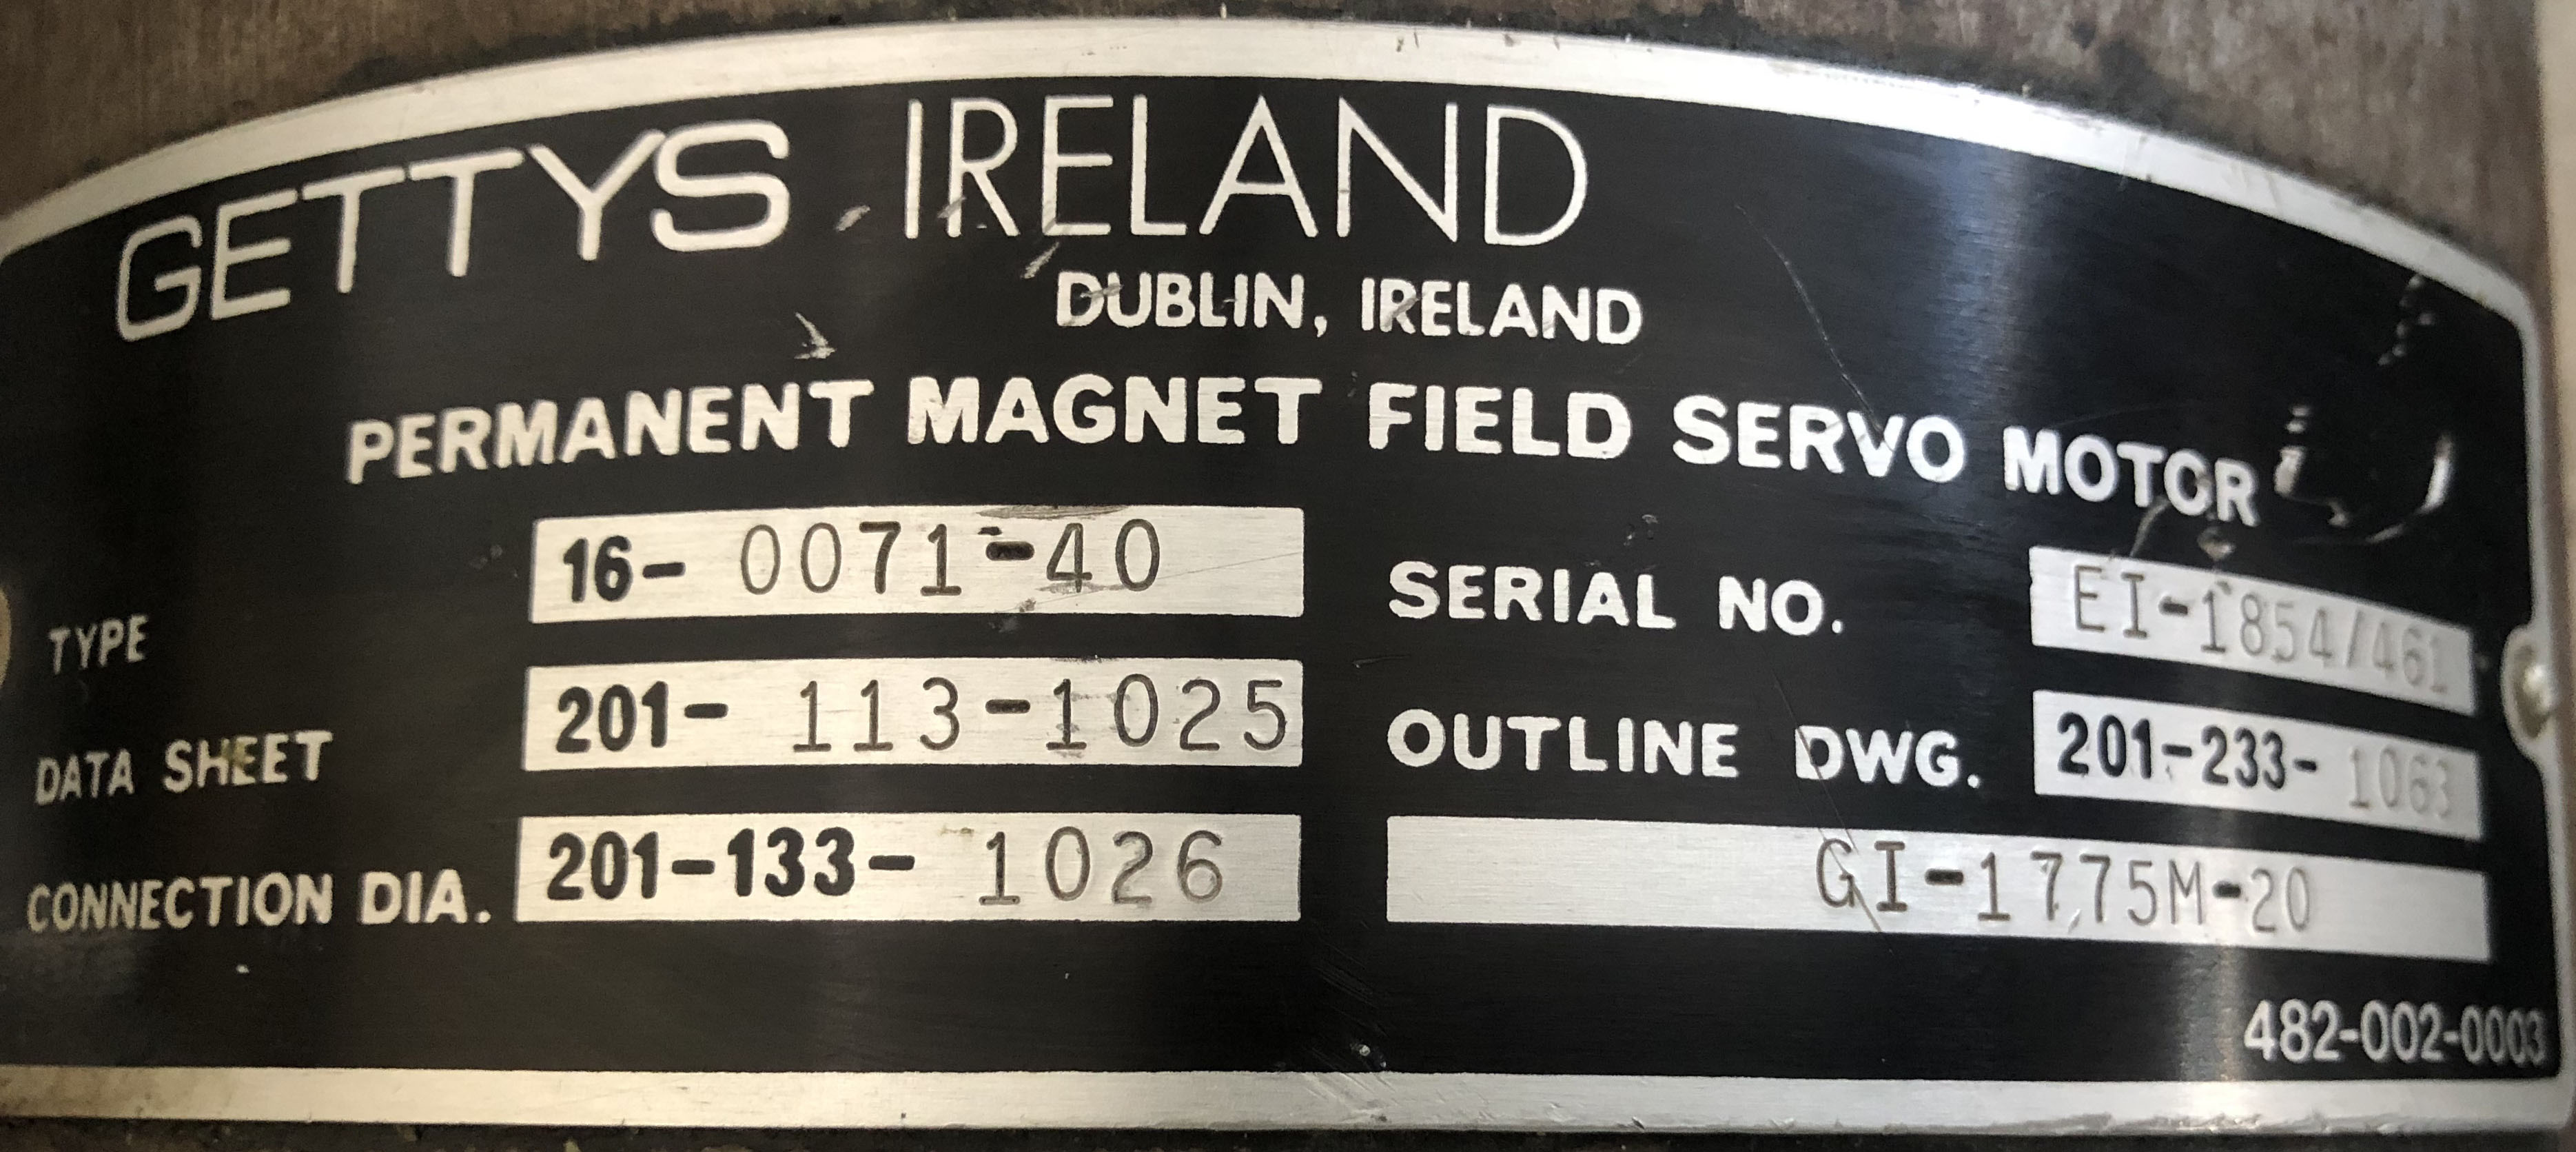 GETTYS IRELAND
DUBLIN, IRELAND
PERMANENT MAGNET FIELD SERVO MOTOR
TYPE 16- 0071-40
SERIAL NO. EI-1854/461
DATA SHEET 201- 113-1025
OUTLINE DWG. 201-233- 1063
CONNECTION DIA. 201-133- 1026
GI-1775M-20
482-002-0003